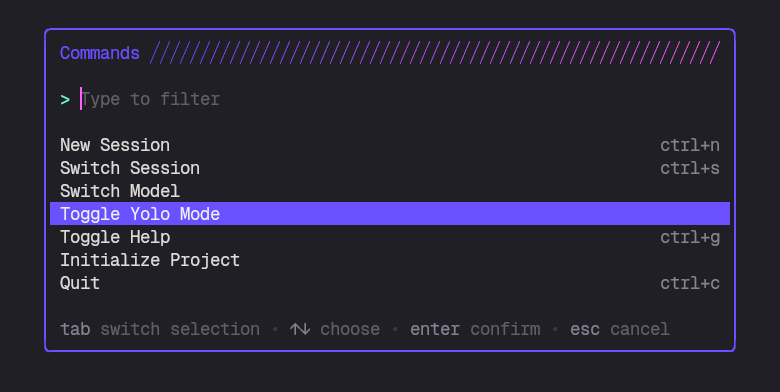 Commands
> Type to filter
New Session ctrl+n
Switch Session ctrl+s
Switch Model
Toggle Yolo Mode
Toggle Help ctrl+g
Initialize Project
Quit ctrl+c
tab switch selection · ↑↓ choose · enter confirm · esc cancel